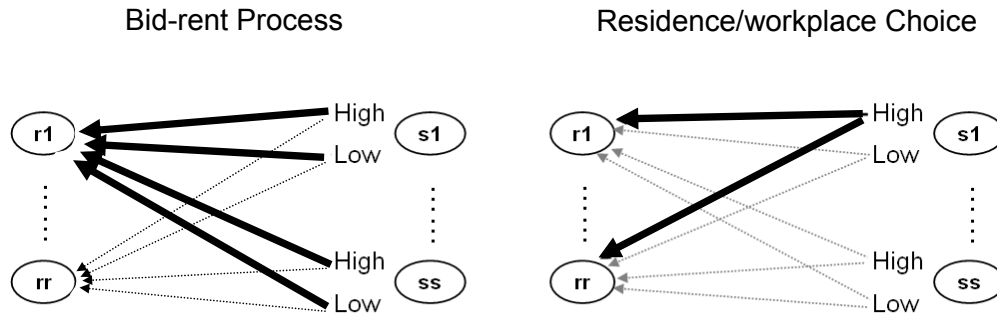 Bid-rent Process
Residence/workplace Choice
High
r1
s1
Low
High
rr
ss
Low
High
r1
s1
Low
High
rr
ss
Low